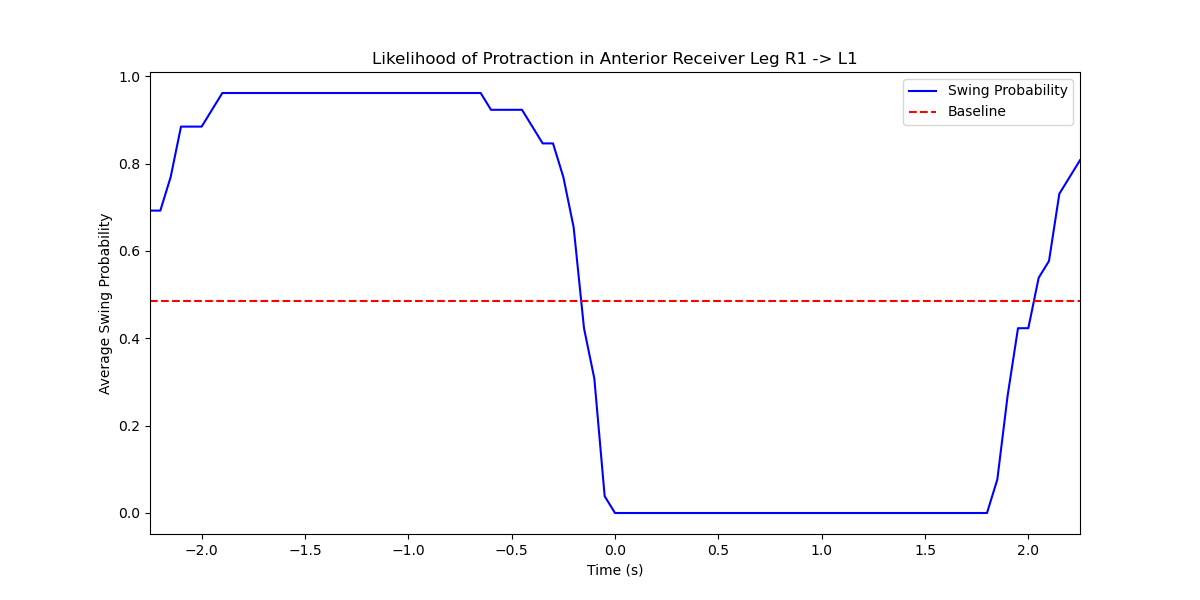 Likelihood of Protraction in Anterior Receiver Leg R1 -> L1
Swing Probability
Baseline
Average Swing Probability
1.0
0.8
0.6
0.4
0.2
0.0
−2.0 −1.5 −1.0 −0.5 0.0 0.5 1.0 1.5 2.0
Time (s)